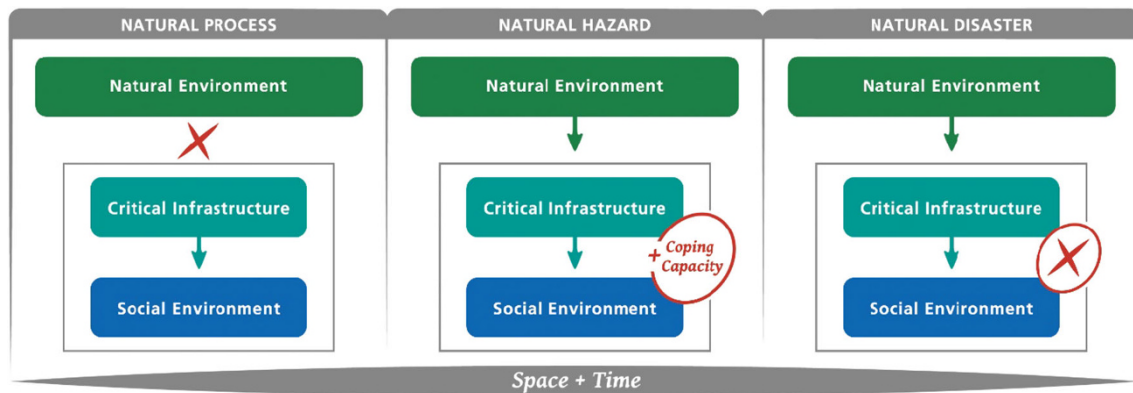 NATURAL PROCESS
Natural Environment
Critical Infrastructure
Social Environment
NATURAL HAZARD
Natural Environment
Critical Infrastructure
+ Coping
Capacity
Social Environment
NATURAL DISASTER
Natural Environment
Critical Infrastructure
Social Environment
Space + Time